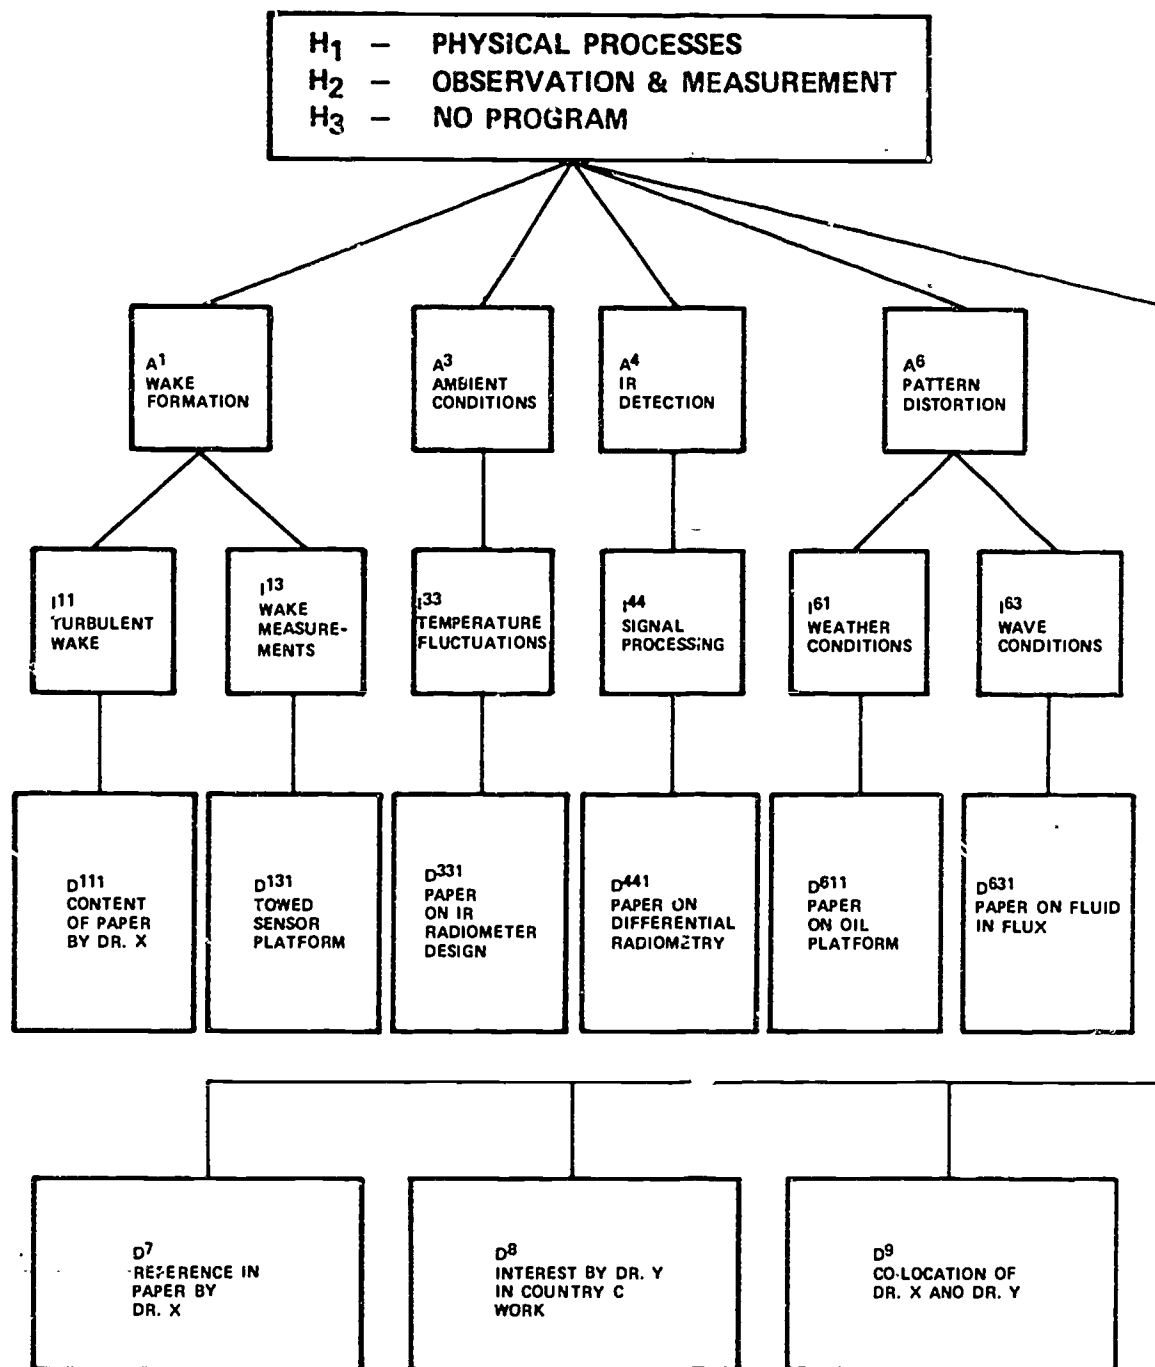 H1 – PHYSICAL PROCESSES
H2 – OBSERVATION & MEASUREMENT
H3 – NO PROGRAM
A1
WAKE
FORMATION
A3
AMBIENT
CONDITIONS
A4
IR
DETECTION
A6
PATTERN
DISTORTION
I11
TURBULENT
WAKE
I13
WAKE
MEASURE-
MENTS
I33
TEMPERATURE
FLUCTUATIONS
I44
SIGNAL
PROCESSING
I61
WEATHER
CONDITIONS
I63
WAVE
CONDITIONS
D111
CONTENT
OF PAPER
BY DR. X
D131
TOWED
SENSOR
PLATFORM
D331
PAPER
ON IR
RADIOMETER
DESIGN
D441
PAPER ON
DIFFERENTIAL
RADIOMETRY
D611
PAPER
ON OIL
PLATFORM
D631
PAPER ON FLUID
IN FLUX
D7
REFERENCE IN
PAPER BY
DR. X
D8
INTEREST BY DR. Y
IN COUNTRY C
WORK
D9
CO-LOCATION OF
DR. X AND DR. Y